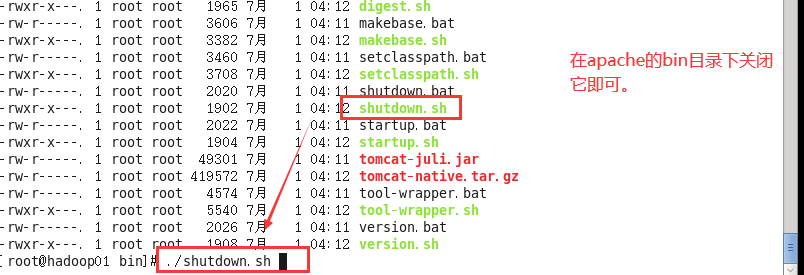 -rwxr-x---. 1 root root   1965 7月   1 04:12 digest.sh
-rw-r-----. 1 root root   3606 7月   1 04:11 makebase.bat
-rwxr-x---. 1 root root   3382 7月   1 04:12 makebase.sh
-rw-r-----. 1 root root   3460 7月   1 04:11 setclasspath.bat
-rwxr-x---. 1 root root   3708 7月   1 04:12 setclasspath.sh
-rw-r-----. 1 root root   2020 7月   1 04:11 shutdown.bat
-rwxr-x---. 1 root root   1902 7月   1 04:12 shutdown.sh
-rw-r-----. 1 root root   2022 7月   1 04:11 startup.bat
-rwxr-x---. 1 root root   1904 7月   1 04:12 startup.sh
-rw-r-----. 1 root root  49301 7月   1 04:11 tomcat-juli.jar
-rw-r-----. 1 root root 419572 7月   1 04:12 tomcat-native.tar.gz
-rw-r-----. 1 root root   4574 7月   1 04:11 tool-wrapper.bat
-rwxr-x---. 1 root root   5540 7月   1 04:12 tool-wrapper.sh
-rw-r-----. 1 root root   2026 7月   1 04:11 version.bat
-rwxr-x---. 1 root root   1908 7月   1 04:12 version.sh
[root@hadoop01 bin]# ./shutdown.sh
在apache的bin目录下关闭
它即可。